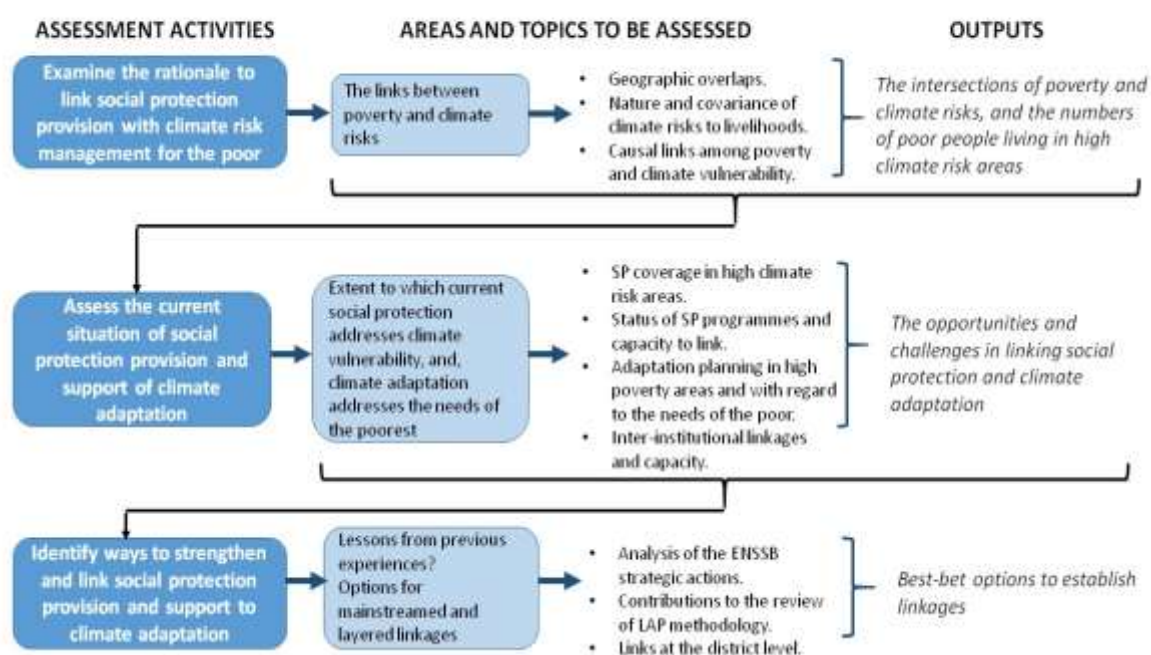 ASSESSMENT ACTIVITIES
AREAS AND TOPICS TO BE ASSESSED
OUTPUTS
Examine the rationale to
link social protection
provision with climate risk
management for the poor
The links between
poverty and climate
risks
• Geographic overlaps.
• Nature and covariance of
climate risks to livelihoods.
• Causal links among poverty
and climate vulnerability.
The intersections of poverty and
climate risks, and the numbers
of poor people living in high
climate risk areas
Assess the current
situation of social
protection provision and
support of climate
adaptation
Extent to which current
social protection
addresses climate
vulnerability, and,
climate adaptation
addresses the needs of
the poorest
• SP coverage in high climate
risk areas.
• Status of SP programmes and
capacity to link.
• Adaptation planning in high
poverty areas and with regard
to the needs of the poor.
• Inter-institutional linkages
and capacity.
The opportunities and
challenges in linking social
protection and climate
adaptation
Identify ways to strengthen
and link social protection
provision and support to
climate adaptation
Lessons from previous
experiences?
Options for
mainstreamed and
layered linkages
• Analysis of the ENSSB
strategic actions.
• Contributions to the review
of LAP methodology.
• Links at the district level.
Best-bet options to establish
linkages